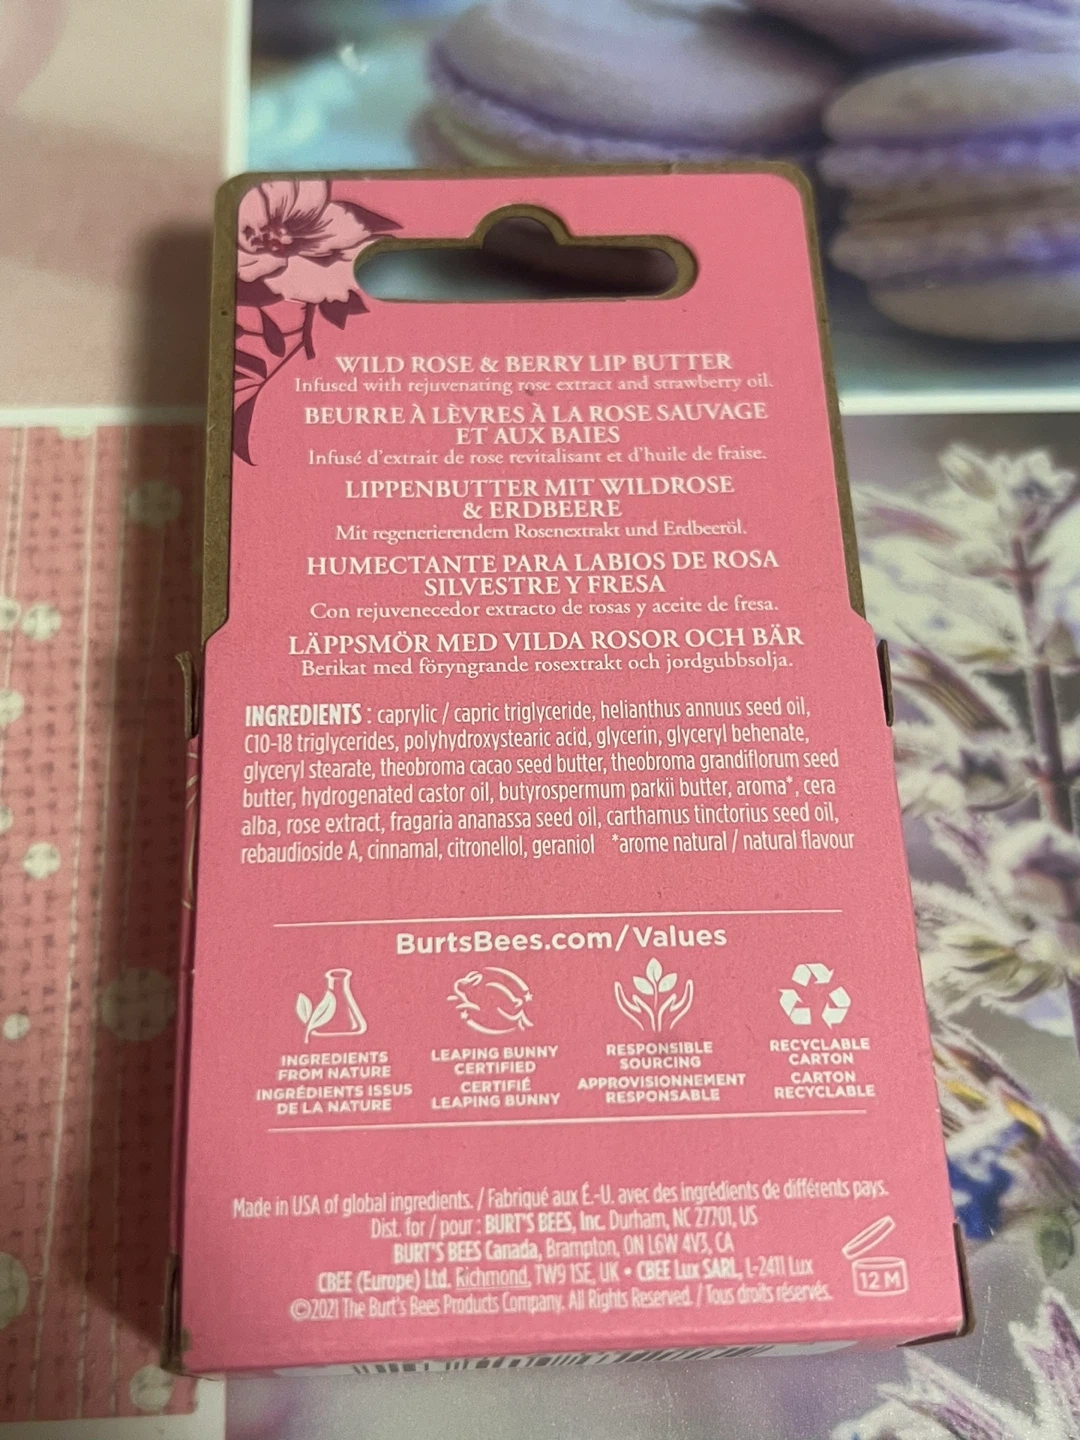 WILD ROSE & BERRY LIP BUTTER
Infused with rejuvenating rose extract and strawberry oil.
BEURRE À LÈVRES À LA ROSE SAUVAGE
ET AUX BAIES
Infusé d'extrait de rose revitalisant et d'huile de fraise.
LIPPENBUTTER MIT WILDROSE
& ERDBEERE
Mit regenerierendem Rosenextrakt und Erdbeeröl.
HUMECTANTE PARA LABIOS DE ROSA
SILVESTRE Y FRESA
Con rejuvenecedor extracto de rosas y aceite de fresa.
LÄPPSMÖR MED VILDA ROSOR OCH BÄR
Berikat med föryngrande rosextrakt och jordgubbsolja.
INGREDIENTS : caprylic / capric triglyceride, helianthus annuus seed oil,
C10-18 triglycerides, polyhydroxystearic acid, glycerin, glyceryl behenate,
glyceryl stearate, theobroma cacao seed butter, theobroma grandiflorum seed
butter, hydrogenated castor oil, butyrospermum parkii butter, aroma*, cera
alba, rose extract, fragaria ananassa seed oil, carthamus tinctorius seed oil,
rebaudioside A, cinnamal, citronellol, geraniol *arome natural / natural flavour
BurtsBees.com/Values
INGREDIENTS
FROM NATURE
INGRÉDIENTS ISSUS
DE LA NATURE
LEAPING BUNNY
CERTIFIED
CERTIFIÉ
LEAPING BUNNY
RESPONSIBLE
SOURCING
APPROVISIONNEMENT
RESPONSABLE
RECYCLABLE
CARTON
CARTON
RECYCLABLE
Made in USA of global ingredients. / Fabriqué aux É.-U. avec des ingrédients de différents pays.
Dist. for / pour : BURT'S BEES, Inc. Durham, NC 27701, US
BURT'S BEES Canada, Brampton, ON L6W 4V3, CA
CBEE (Europe) Ltd. Richmond, TW9 1SE, UK • CBEE Lux SARL, L-2411 Lux
©2021 The Burt's Bees Products Company. All Rights Reserved. / Tous droits réservés.
12 M